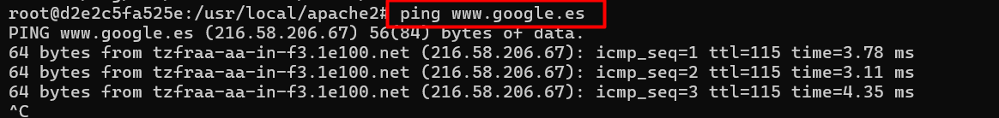 root@d2e2c5fa525e:/usr/local/apache2# ping www.google.es
PING www.google.es (216.58.206.67) 56(84) bytes of data.
64 bytes from tzfraa-aa-in-f3.1e100.net (216.58.206.67): icmp_seq=1 ttl=115 time=3.78 ms
64 bytes from tzfraa-aa-in-f3.1e100.net (216.58.206.67): icmp_seq=2 ttl=115 time=3.11 ms
64 bytes from tzfraa-aa-in-f3.1e100.net (216.58.206.67): icmp_seq=3 ttl=115 time=4.35 ms
^C